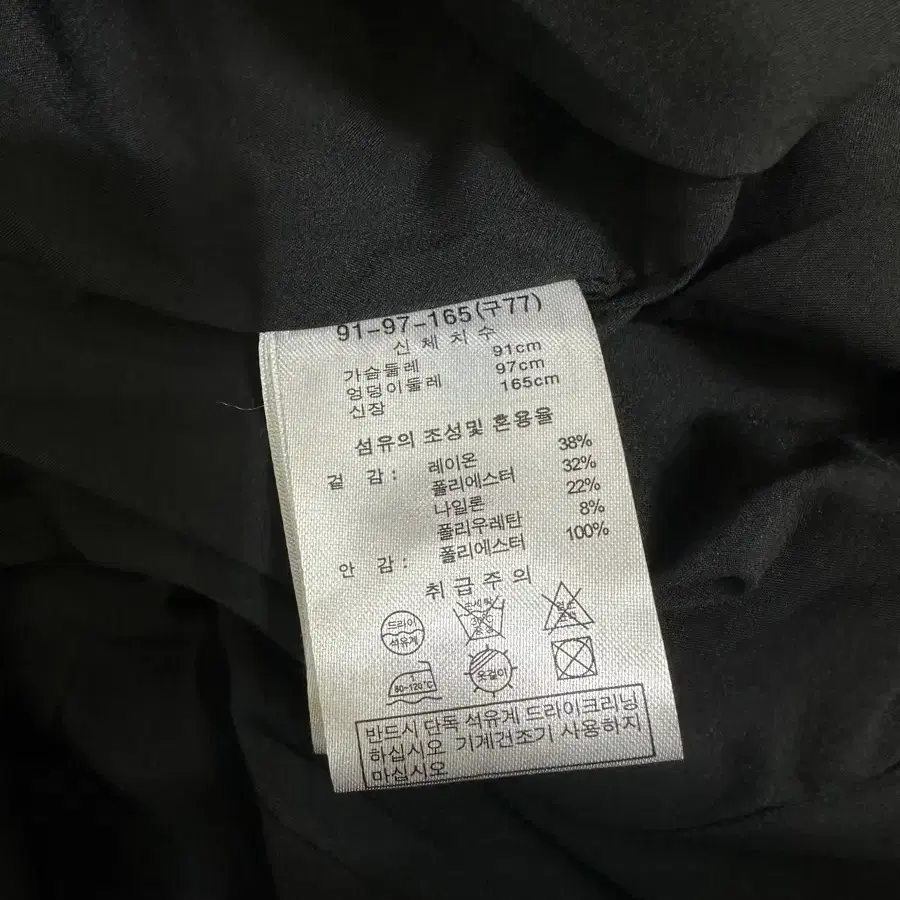 91-97-165(구77)
신체치수
가슴둘레 91cm
엉덩이둘레 97cm
신장 165cm
섬유의 조성및 혼용율
겉 감: 레이온 38%
폴리에스터 32%
나일론 22%
폴리우레탄 8%
안 감: 폴리에스터 100%
취급주의
드라이
석유계
80~120℃
옷걸이
반드시 단독 석유계 드라이크리닝
하십시오 기계건조기 사용하지
마십시오